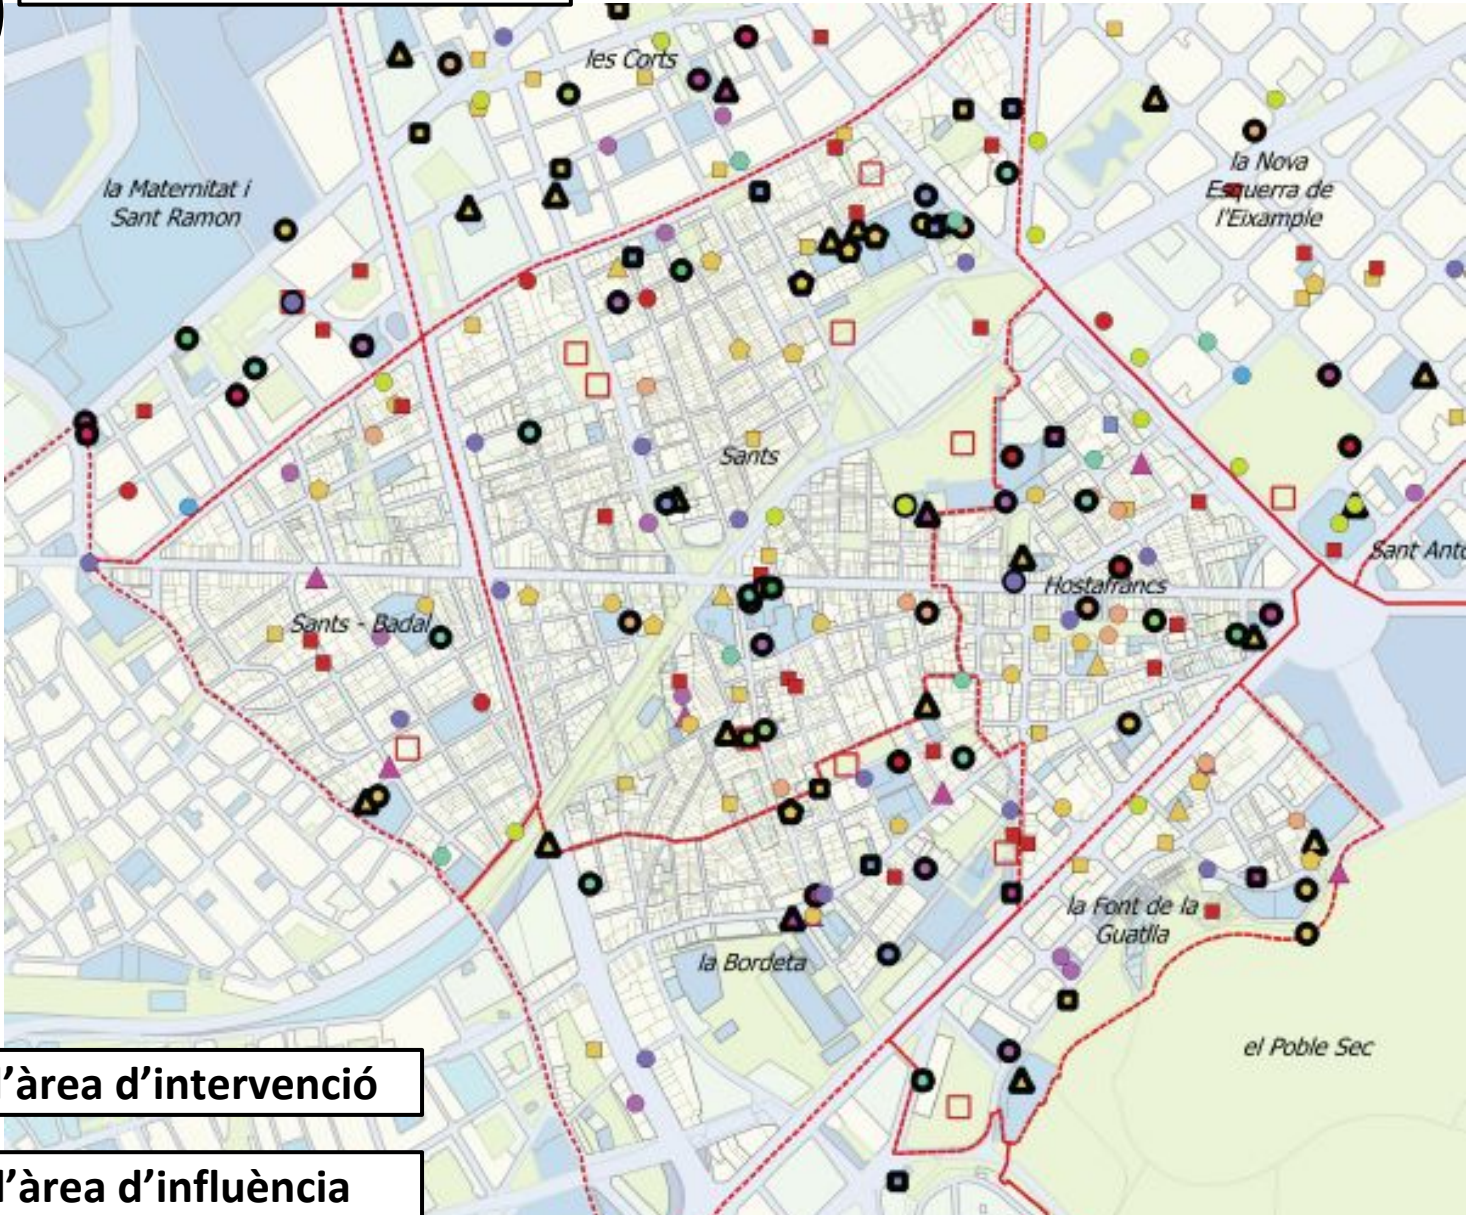 les Corts
la Maternitat i
Sant Ramon
la Nova
Esquerra de
l'Eixample
Sants
Sant Anto
Hostafrancs
Sants - Badal
la Font de la
Guatlla
la Bordeta
el Poble Sec
l’àrea d’intervenció
l’àrea d’influència